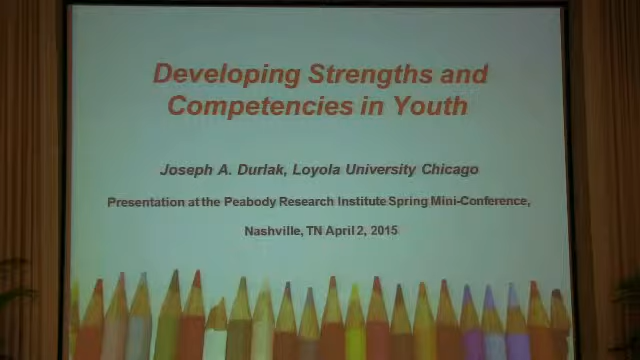 Developing Strengths and
Competencies in Youth
Joseph A. Durlak, Loyola University Chicago
Presentation at the Peabody Research Institute Spring Mini-Conference,
Nashville, TN April 2, 2015